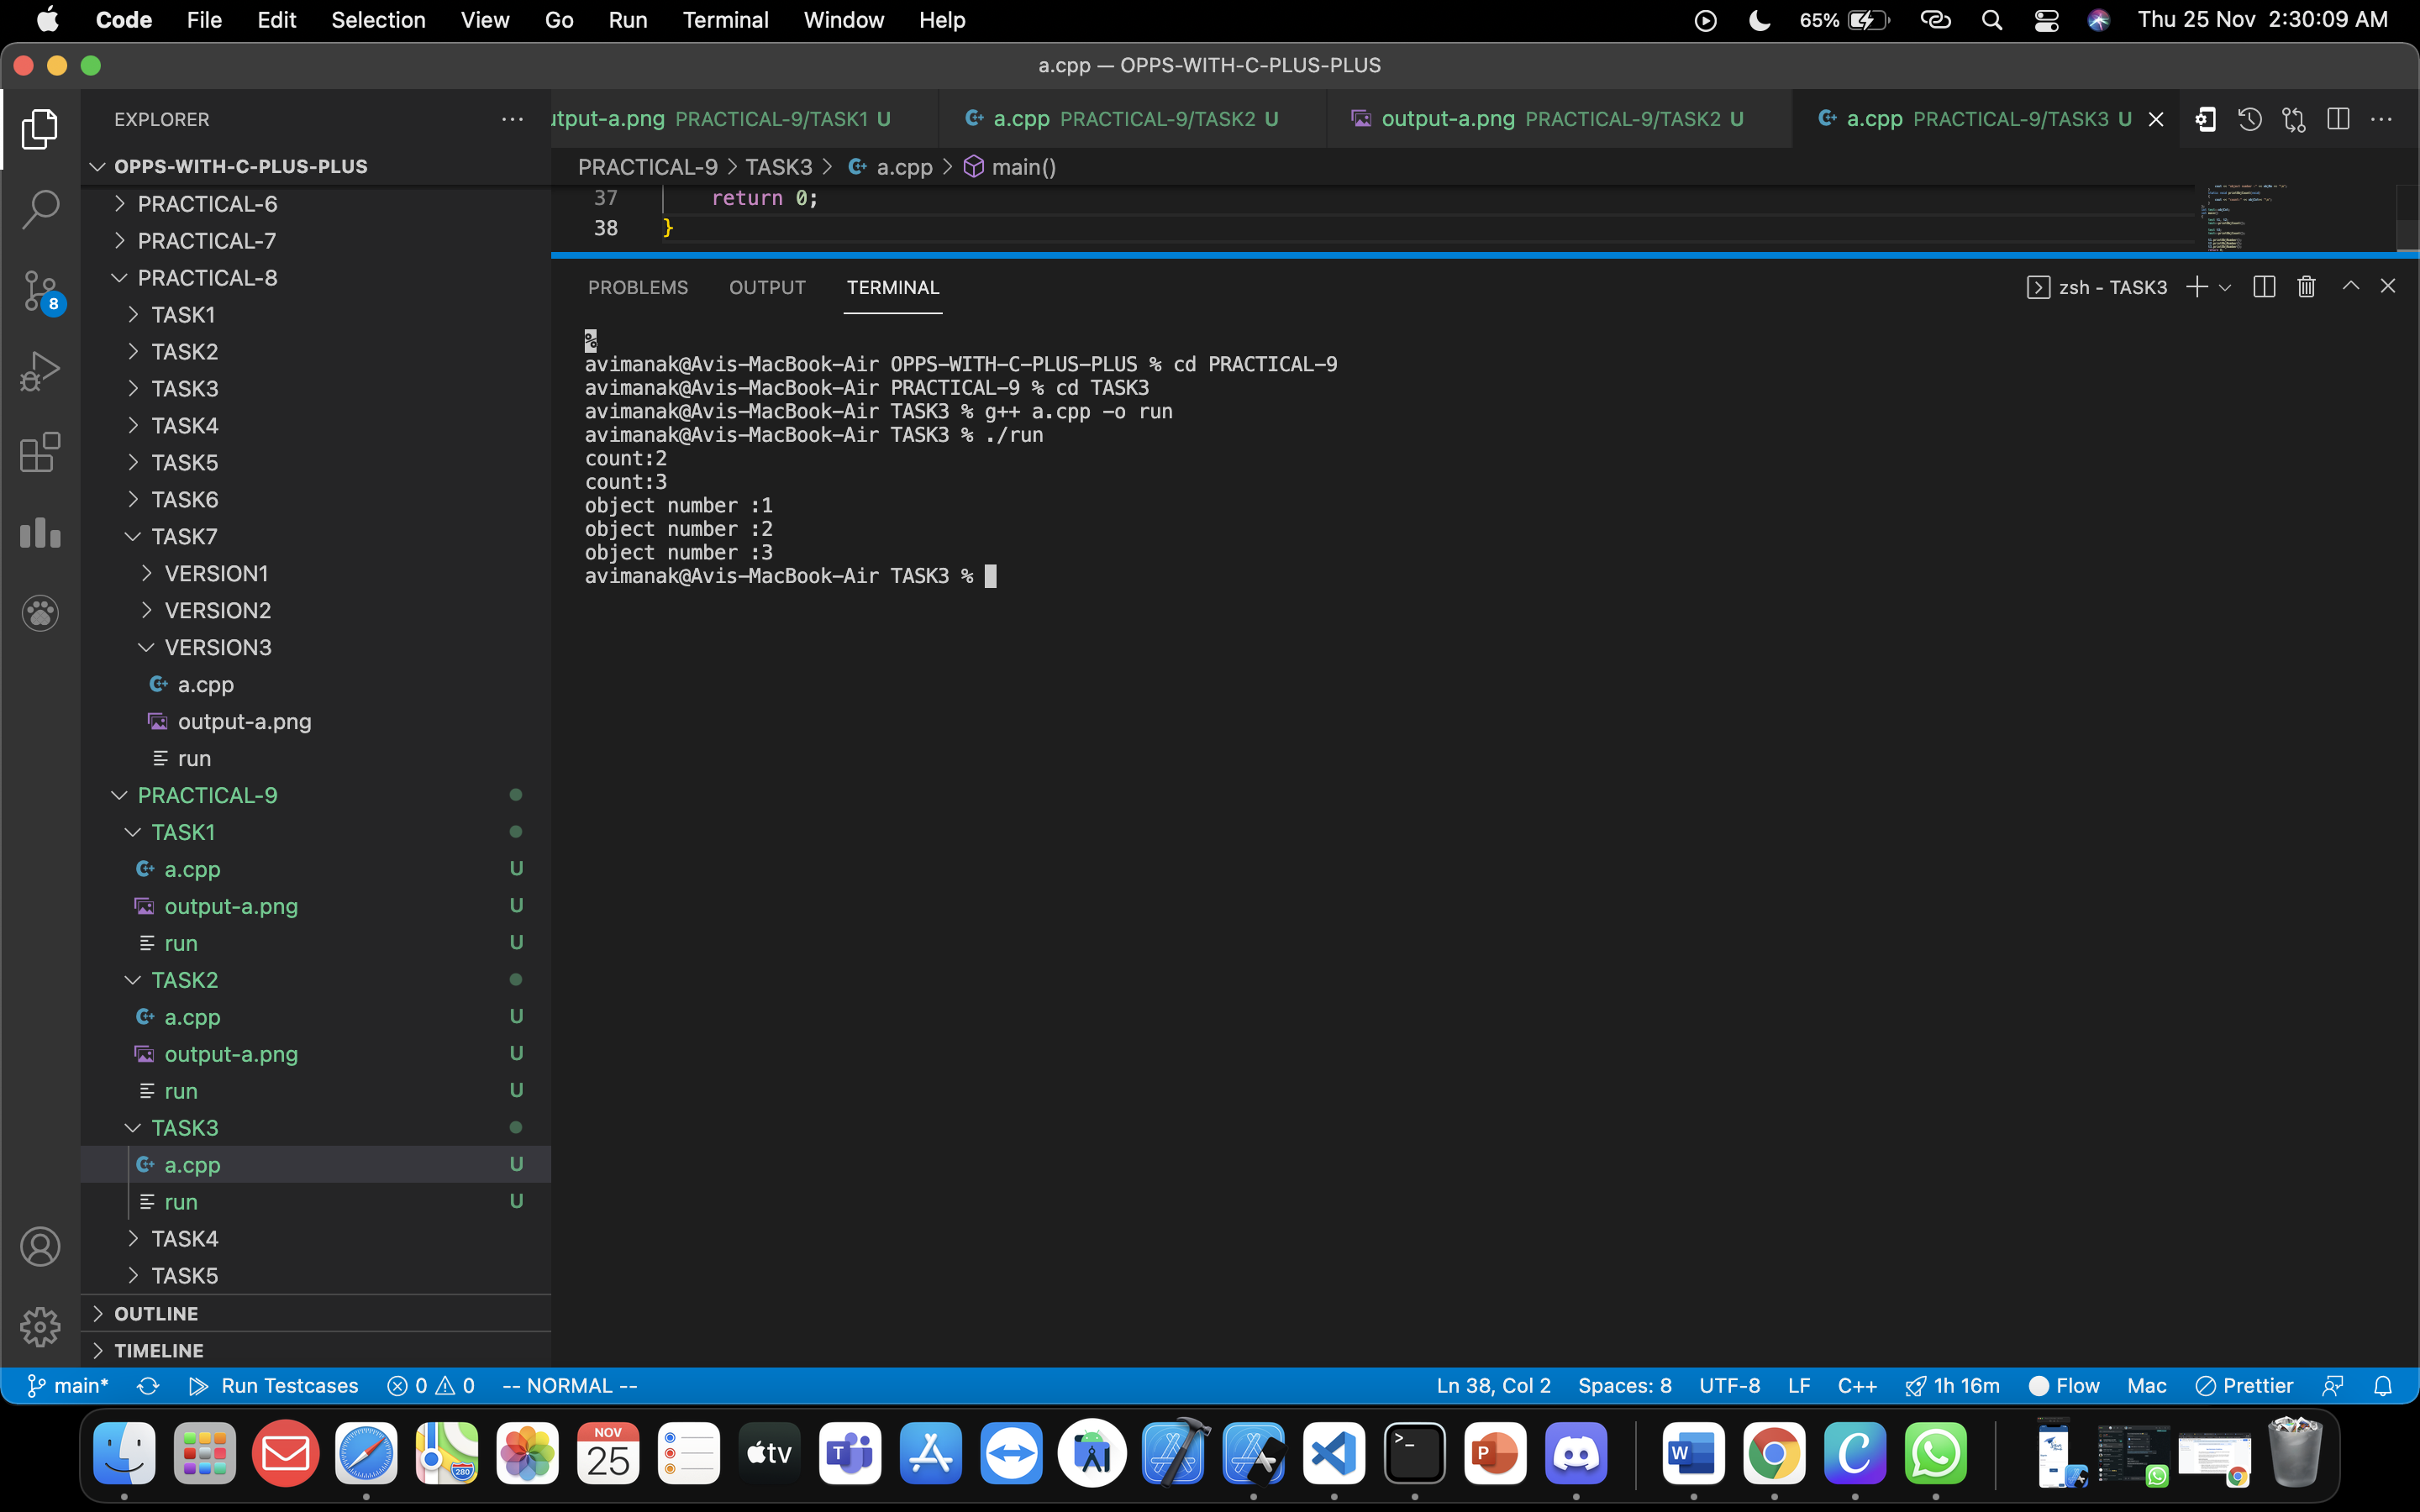 Code File Edit Selection View Go Run Terminal Window Help 65% Thu 25 Nov 2:30:09 AM
a.cpp — OPPS-WITH-C-PLUS-PLUS
EXPLORER
utput-a.png PRACTICAL-9/TASK1 U a.cpp PRACTICAL-9/TASK2 U output-a.png PRACTICAL-9/TASK2 U a.cpp PRACTICAL-9/TASK3 U
OPPS-WITH-C-PLUS-PLUS
PRACTICAL-9 > TASK3 > a.cpp > main()
37 return 0;
38 }
PRACTICAL-6
PRACTICAL-7
PRACTICAL-8
TASK1
TASK2
TASK3
TASK4
TASK5
TASK6
TASK7
VERSION1
VERSION2
VERSION3
a.cpp
output-a.png
run
PRACTICAL-9
TASK1
a.cpp U
output-a.png U
run U
TASK2
a.cpp U
output-a.png U
run U
TASK3
a.cpp U
run U
TASK4
TASK5
OUTLINE
TIMELINE
8
PROBLEMS OUTPUT TERMINAL zsh - TASK3
%
avimanak@Avis-MacBook-Air OPPS-WITH-C-PLUS-PLUS % cd PRACTICAL-9
avimanak@Avis-MacBook-Air PRACTICAL-9 % cd TASK3
avimanak@Avis-MacBook-Air TASK3 % g++ a.cpp -o run
avimanak@Avis-MacBook-Air TASK3 % ./run
count:2
count:3
object number :1
object number :2
object number :3
avimanak@Avis-MacBook-Air TASK3 %
main* Run Testcases 0 0 -- NORMAL -- Ln 38, Col 2 Spaces: 8 UTF-8 LF C++ 1h 16m Flow Mac Prettier
NOV
25
280
tv
T
P
W
C